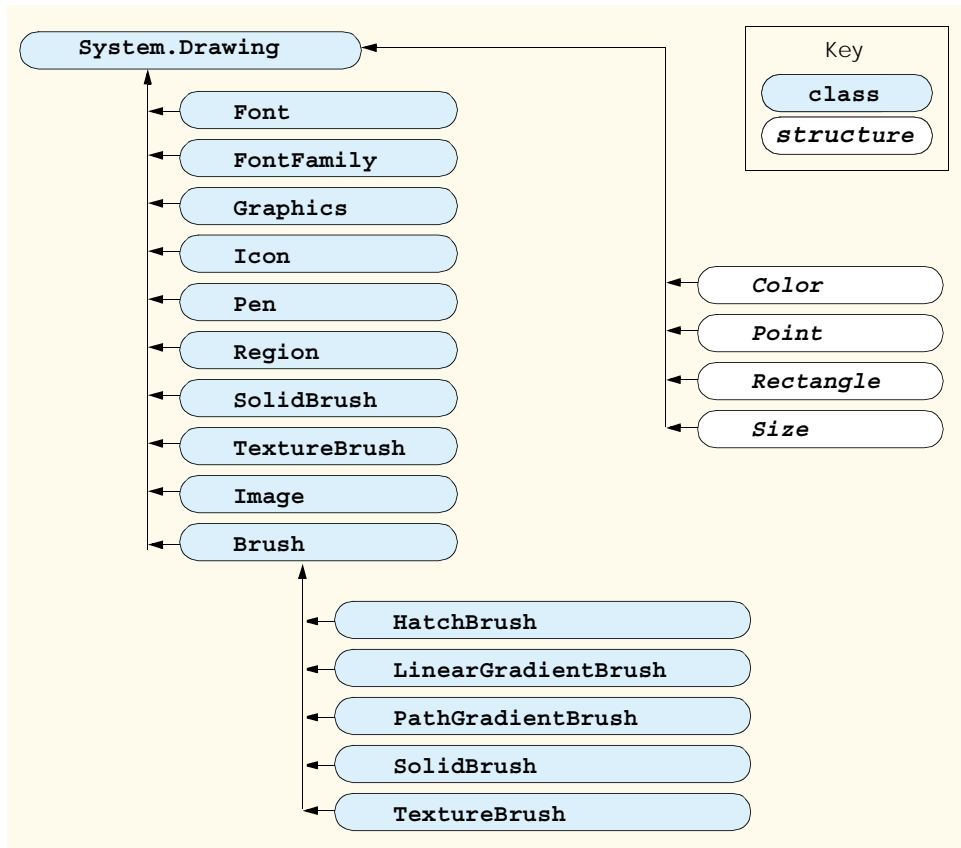 System.Drawing
Key
class
structure
Font
FontFamily
Graphics
Icon
Pen
Region
SolidBrush
TextureBrush
Image
Brush
Color
Point
Rectangle
Size
HatchBrush
LinearGradientBrush
PathGradientBrush
SolidBrush
TextureBrush